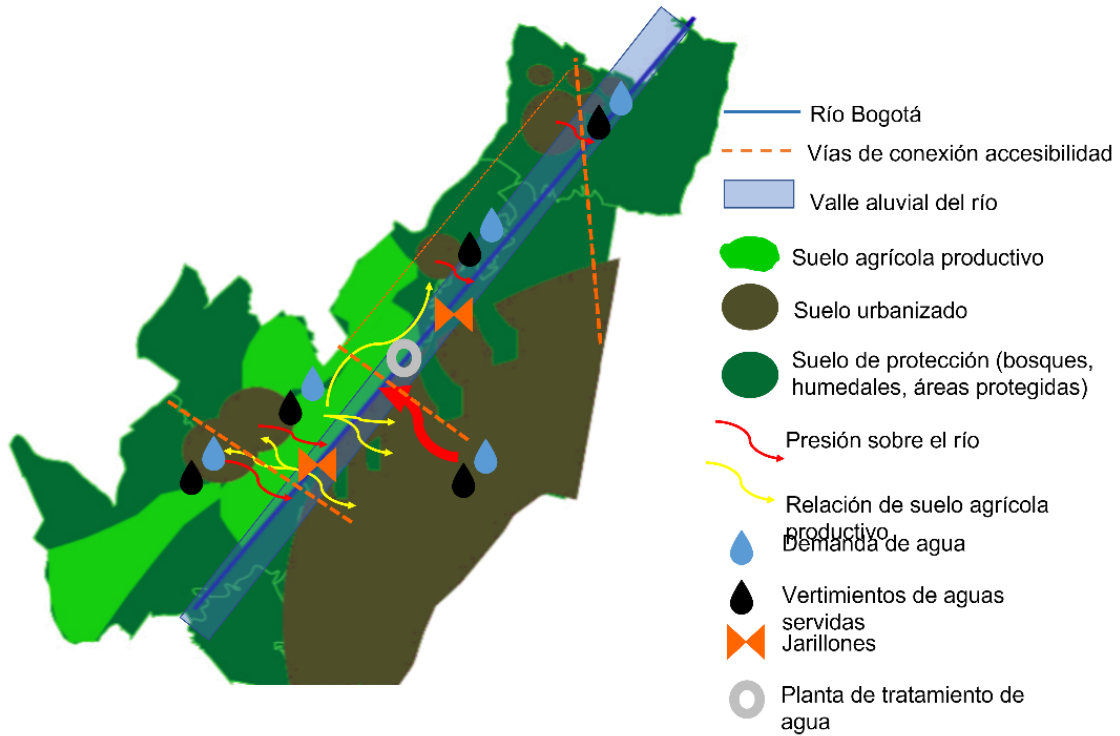 Río Bogotá
Vías de conexión accesibilidad
Valle aluvial del río
Suelo agrícola productivo
Suelo urbanizado
Suelo de protección (bosques,
humedales, áreas protegidas)
Presión sobre el río
Relación de suelo agrícola
productivo
Demanda de agua
Vertimientos de aguas
servidas
Jarillones
Planta de tratamiento de
agua